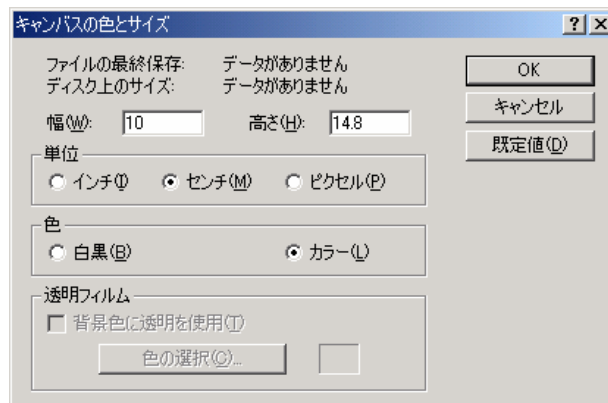 キャンバスの色とサイズ
ファイルの最終保存: データがありません
ディスク上のサイズ: データがありません
幅(W): 10 高さ(H): 14.8
OK
キャンセル
既定値(D)
単位
インチ(I) センチ(M) ピクセル(P)
色
白黒(B) カラー(L)
透明フィルム
背景色に透明を使用(T)
色の選択(C)...